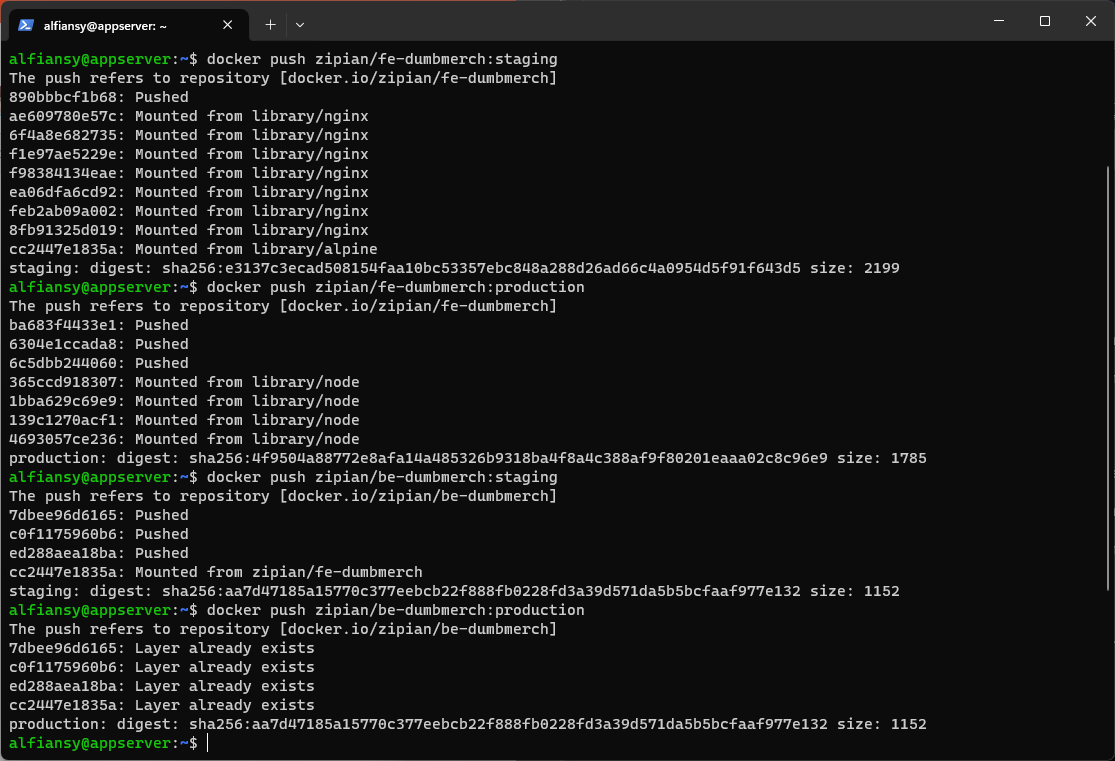 alfiansy@appserver: ~
alfiansy@appserver:~$ docker push zipian/fe-dumbmerch:staging
The push refers to repository [docker.io/zipian/fe-dumbmerch]
890bbbcf1b68: Pushed
ae609780e57c: Mounted from library/nginx
6f4a8e682735: Mounted from library/nginx
f1e97ae5229e: Mounted from library/nginx
f98384134eae: Mounted from library/nginx
ea06dfa6cd92: Mounted from library/nginx
feb2ab09a002: Mounted from library/nginx
8fb91325d019: Mounted from library/nginx
cc2447e1835a: Mounted from library/alpine
staging: digest: sha256:e3137c3ecad508154faa10bc53357ebc848a288d26ad66c4a0954d5f91f643d5 size: 2199
alfiansy@appserver:~$ docker push zipian/fe-dumbmerch:production
The push refers to repository [docker.io/zipian/fe-dumbmerch]
ba683f4433e1: Pushed
6304e1ccada8: Pushed
6c5dbb244060: Pushed
365ccd918307: Mounted from library/node
1bba629c69e9: Mounted from library/node
139c1270acf1: Mounted from library/node
4693057ce236: Mounted from library/node
production: digest: sha256:4f9504a88772e8afa14a485326b9318ba4f8a4c388af9f80201eaaa02c8c96e9 size: 1785
alfiansy@appserver:~$ docker push zipian/be-dumbmerch:staging
The push refers to repository [docker.io/zipian/be-dumbmerch]
7dbee96d6165: Pushed
c0f1175960b6: Pushed
ed288aea18ba: Pushed
cc2447e1835a: Mounted from zipian/fe-dumbmerch
staging: digest: sha256:aa7d47185a15770c377eebcb22f888fb0228fd3a39d571da5b5bcfaaf977e132 size: 1152
alfiansy@appserver:~$ docker push zipian/be-dumbmerch:production
The push refers to repository [docker.io/zipian/be-dumbmerch]
7dbee96d6165: Layer already exists
c0f1175960b6: Layer already exists
ed288aea18ba: Layer already exists
cc2447e1835a: Layer already exists
production: digest: sha256:aa7d47185a15770c377eebcb22f888fb0228fd3a39d571da5b5bcfaaf977e132 size: 1152
alfiansy@appserver:~$